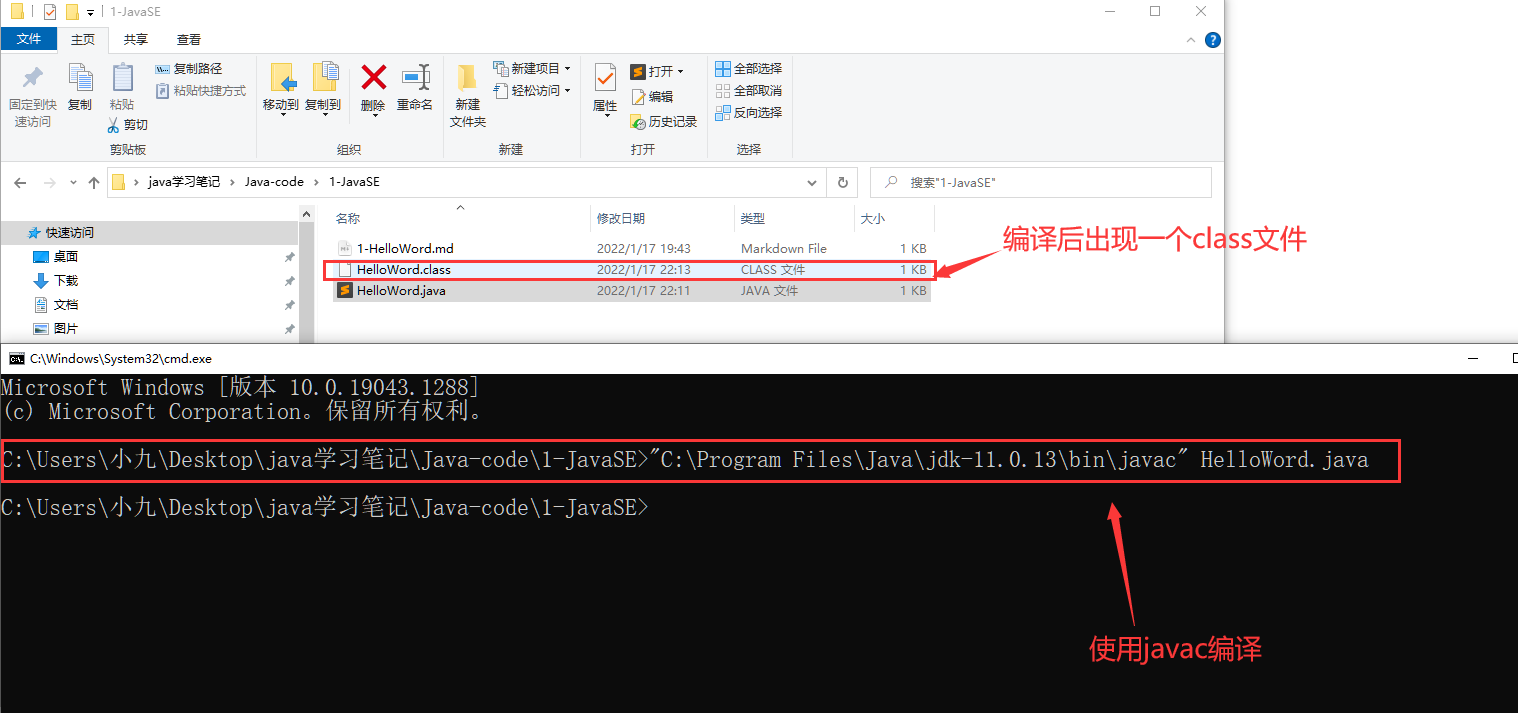 1-JavaSE
文件 主页 共享 查看
固定到快速访问
复制
粘贴
复制路径
粘贴快捷方式
剪切
剪贴板
移动到
复制到
删除
重命名
组织
新建文件夹
新建项目
轻松访问
新建
属性
打开
编辑
历史记录
打开
全部选择
全部取消
反向选择
选择
java学习笔记 › Java-code › 1-JavaSE
搜索"1-JavaSE"
快速访问
桌面
下载
文档
图片
名称 修改日期 类型 大小
1-HelloWord.md 2022/1/17 19:43 Markdown File 1 KB
HelloWord.class 2022/1/17 22:13 CLASS 文件 1 KB
HelloWord.java 2022/1/17 22:11 JAVA 文件 1 KB
编译后出现一个class文件
C:\Windows\System32\cmd.exe
Microsoft Windows [版本 10.0.19043.1288]
(c) Microsoft Corporation。保留所有权利。
C:\Users\小九\Desktop\java学习笔记\Java-code\1-JavaSE>"C:\Program Files\Java\jdk-11.0.13\bin\javac" HelloWord.java
C:\Users\小九\Desktop\java学习笔记\Java-code\1-JavaSE>
使用javac编译